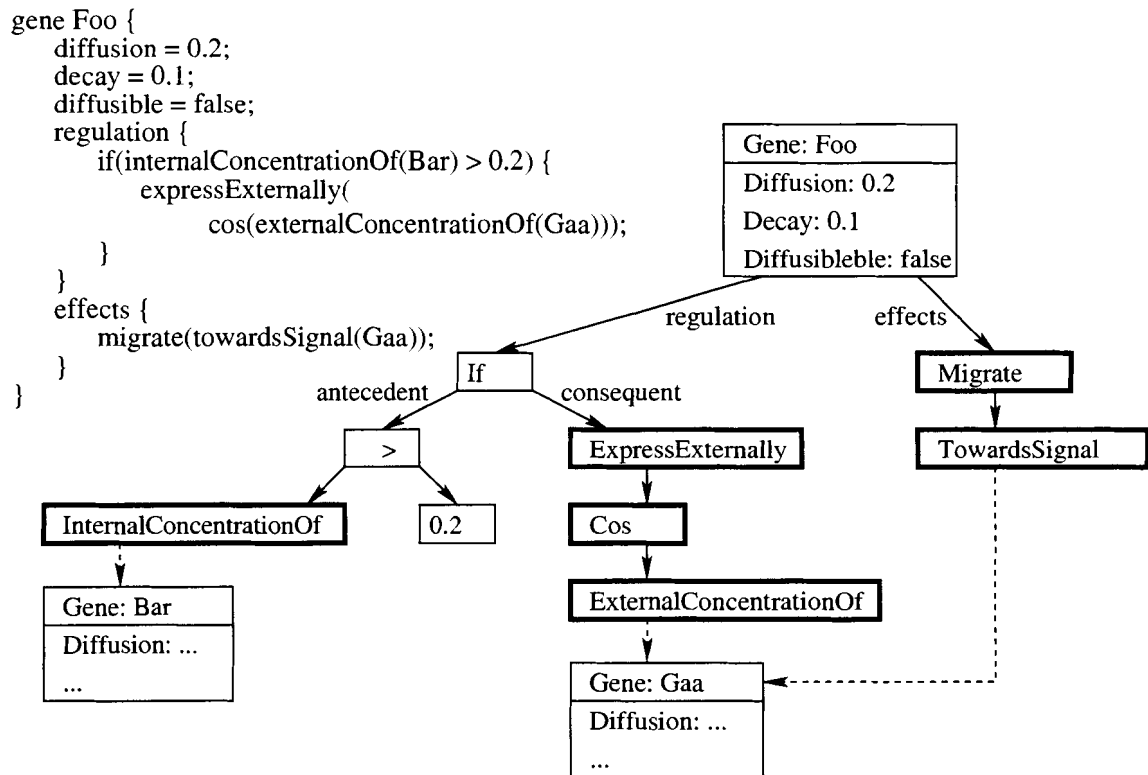 gene Foo {
diffusion = 0.2;
decay = 0.1;
diffusible = false;
regulation {
if(internalConcentrationOf(Bar) > 0.2) {
expressExternally(
cos(externalConcentrationOf(Gaa)));
}
}
effects {
migrate(towardsSignal(Gaa));
}
}
Gene: Foo
Diffusion: 0.2
Decay: 0.1
Diffusibleble: false
regulation
effects
If
Migrate
antecedent
consequent
>
ExpressExternally
TowardsSignal
InternalConcentrationOf
0.2
Cos
Gene: Bar
Diffusion: ...
...
ExternalConcentrationOf
Gene: Gaa
Diffusion: ...
...